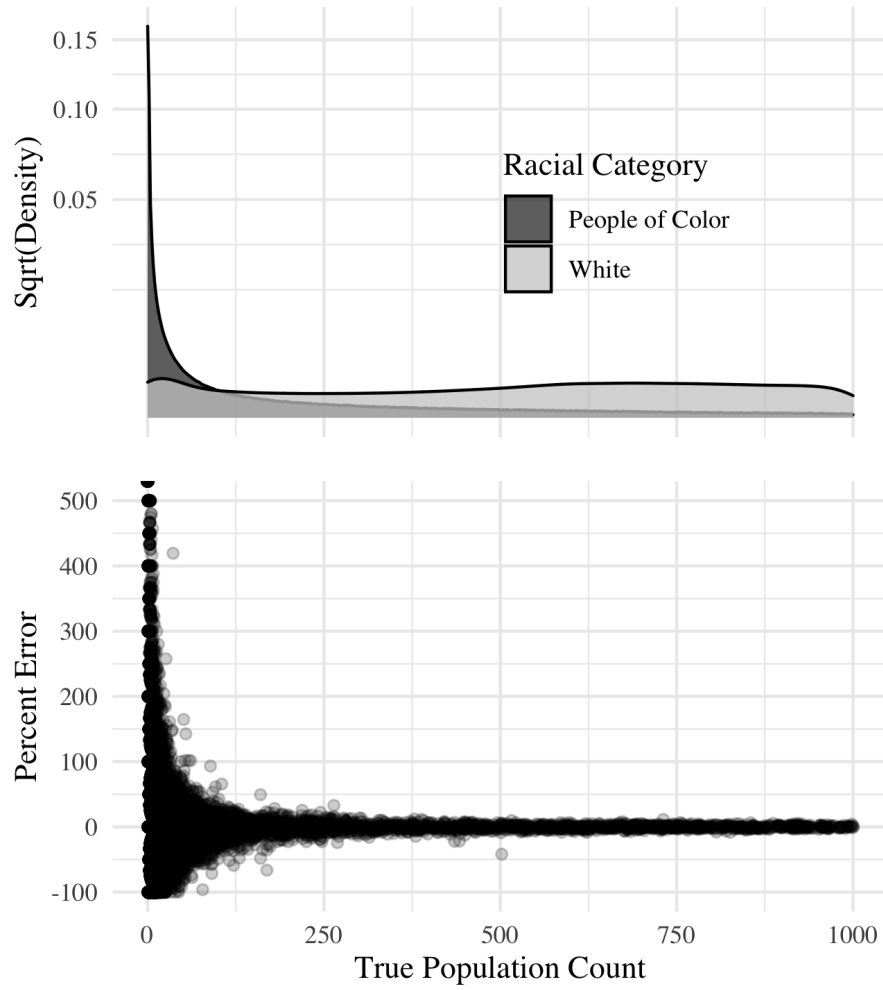 0.15
0.10
0.05
Sqrt(Density)
Racial Category
People of Color
White
500
400
300
200
100
0
-100
Percent Error
0 250 500 750 1000
True Population Count